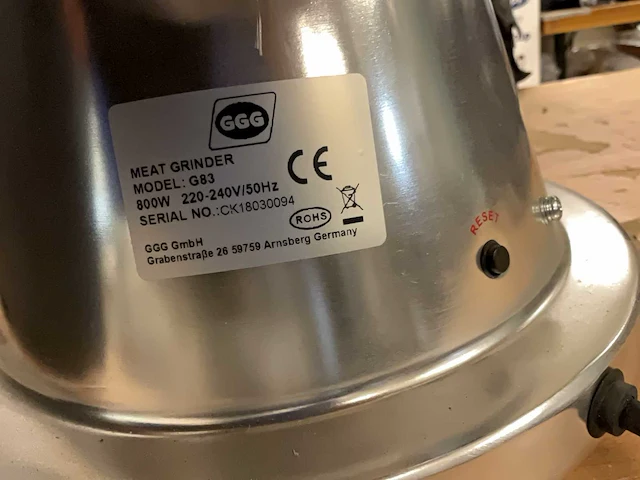 GGG
MEAT GRINDER
MODEL: G83
800W 220-240V/50Hz
SERIAL NO.:CK18030094
CE
ROHS
GGG GmbH
Grabenstraße 26 59759 Arnsberg Germany
RESET